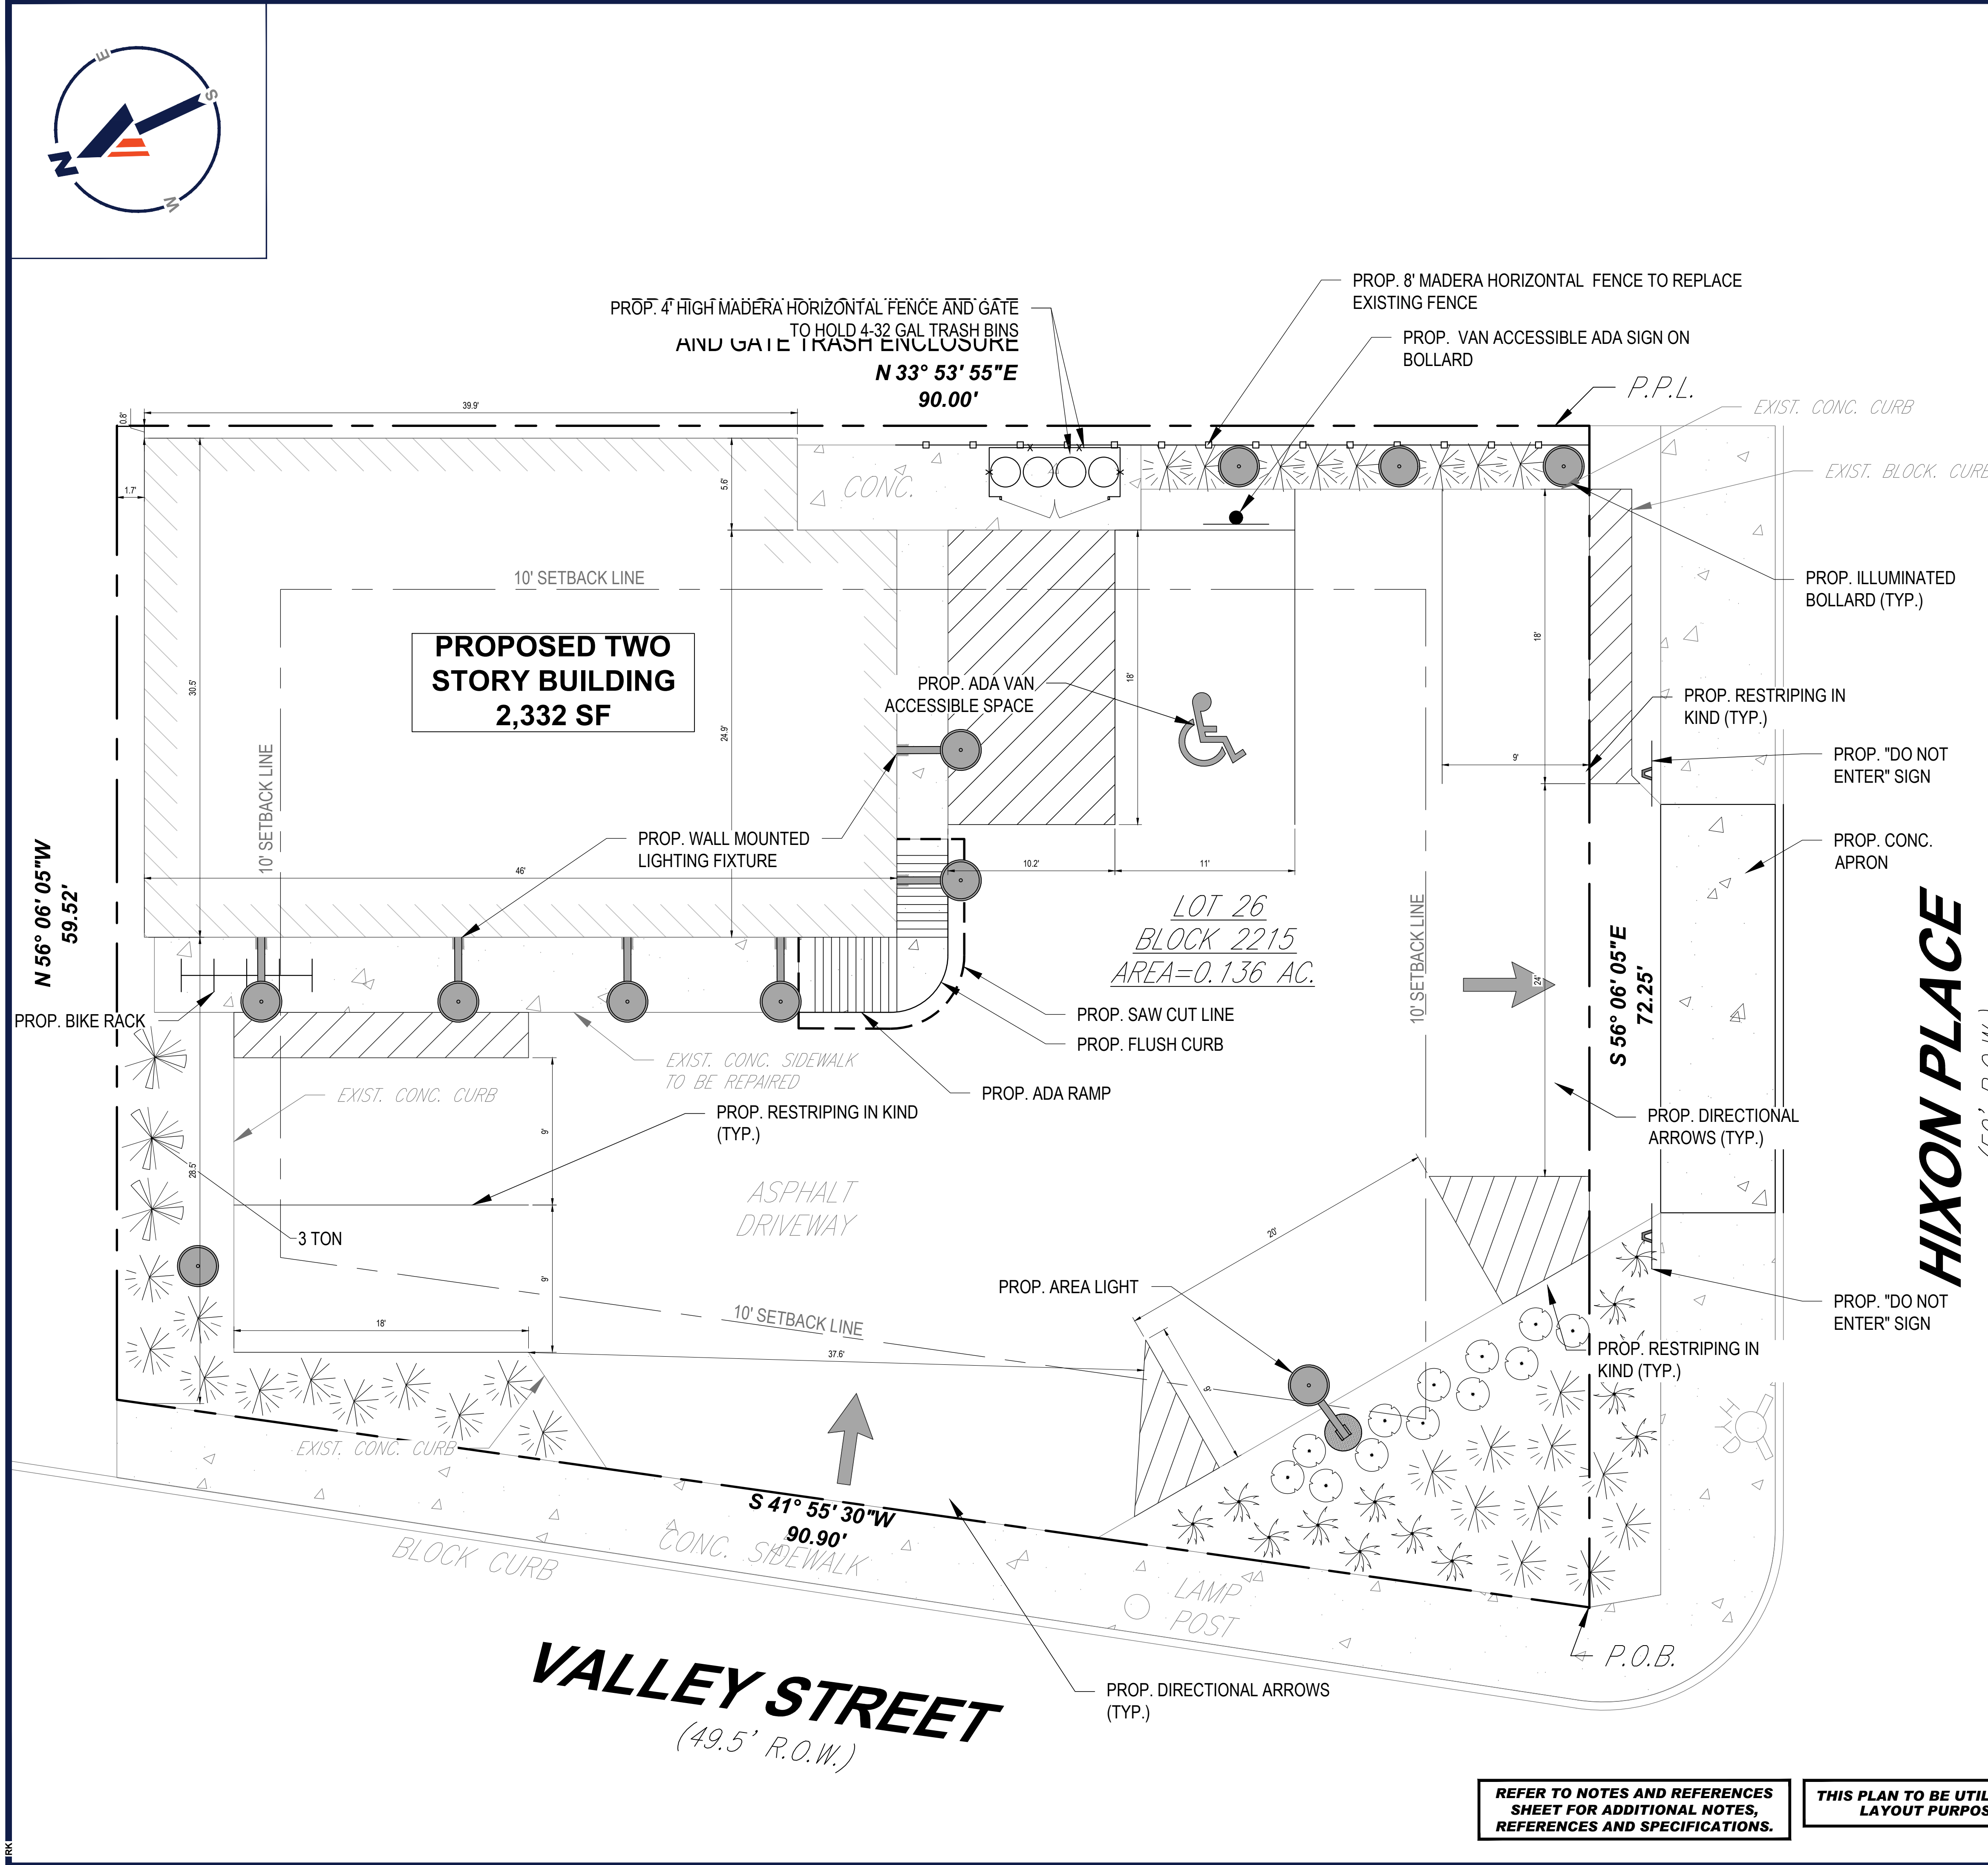 E
S
N
W
PROP. 4' HIGH MADERA HORIZONTAL FENCE AND GATE
TO HOLD 4-32 GAL TRASH BINS
AND GATE TRASH ENCLOSURE
N 33° 53' 55"E
90.00'
PROP. 8' MADERA HORIZONTAL FENCE TO REPLACE
EXISTING FENCE
PROP. VAN ACCESSIBLE ADA SIGN ON
BOLLARD
P.P.L.
EXIST. CONC. CURB
EXIST. BLOCK. CURB
0.8'
39.9'
1.7'
5.6'
CONC.
10' SETBACK LINE
PROP. ILLUMINATED
BOLLARD (TYP.)
PROPOSED TWO
STORY BUILDING
2,332 SF
30.5'
24.9'
18'
18'
PROP. ADA VAN
ACCESSIBLE SPACE
PROP. RESTRIPING IN
KIND (TYP.)
9'
PROP. "DO NOT
ENTER" SIGN
10' SETBACK LINE
PROP. WALL MOUNTED
LIGHTING FIXTURE
PROP. CONC.
APRON
46'
10.2'
11'
N 56° 06' 05"W
59.52'
LOT 26
BLOCK 2215
AREA=0.136 AC.
10' SETBACK LINE
24'
S 56° 06' 05"E
72.25'
HIXON PLACE
PROP. BIKE RACK
PROP. SAW CUT LINE
PROP. FLUSH CURB
EXIST. CONC. SIDEWALK
TO BE REPAIRED
PROP. ADA RAMP
EXIST. CONC. CURB
PROP. RESTRIPING IN KIND
(TYP.)
PROP. DIRECTIONAL
ARROWS (TYP.)
9'
28.5'
ASPHALT
DRIVEWAY
3 TON
20'
9'
PROP. AREA LIGHT
PROP. "DO NOT
ENTER" SIGN
18'
10' SETBACK LINE
37.6'
PROP. RESTRIPING IN
KIND (TYP.)
9'
HYD
EXIST. CONC. CURB
S 41° 55' 30"W
90.90'
BLOCK CURB
CONC. SIDEWALK
LAMP
POST
P.O.B.
VALLEY STREET
(49.5' R.O.W.)
PROP. DIRECTIONAL ARROWS
(TYP.)
REFER TO NOTES AND REFERENCES
SHEET FOR ADDITIONAL NOTES,
REFERENCES AND SPECIFICATIONS.
THIS PLAN TO BE
LAYOUT
RK